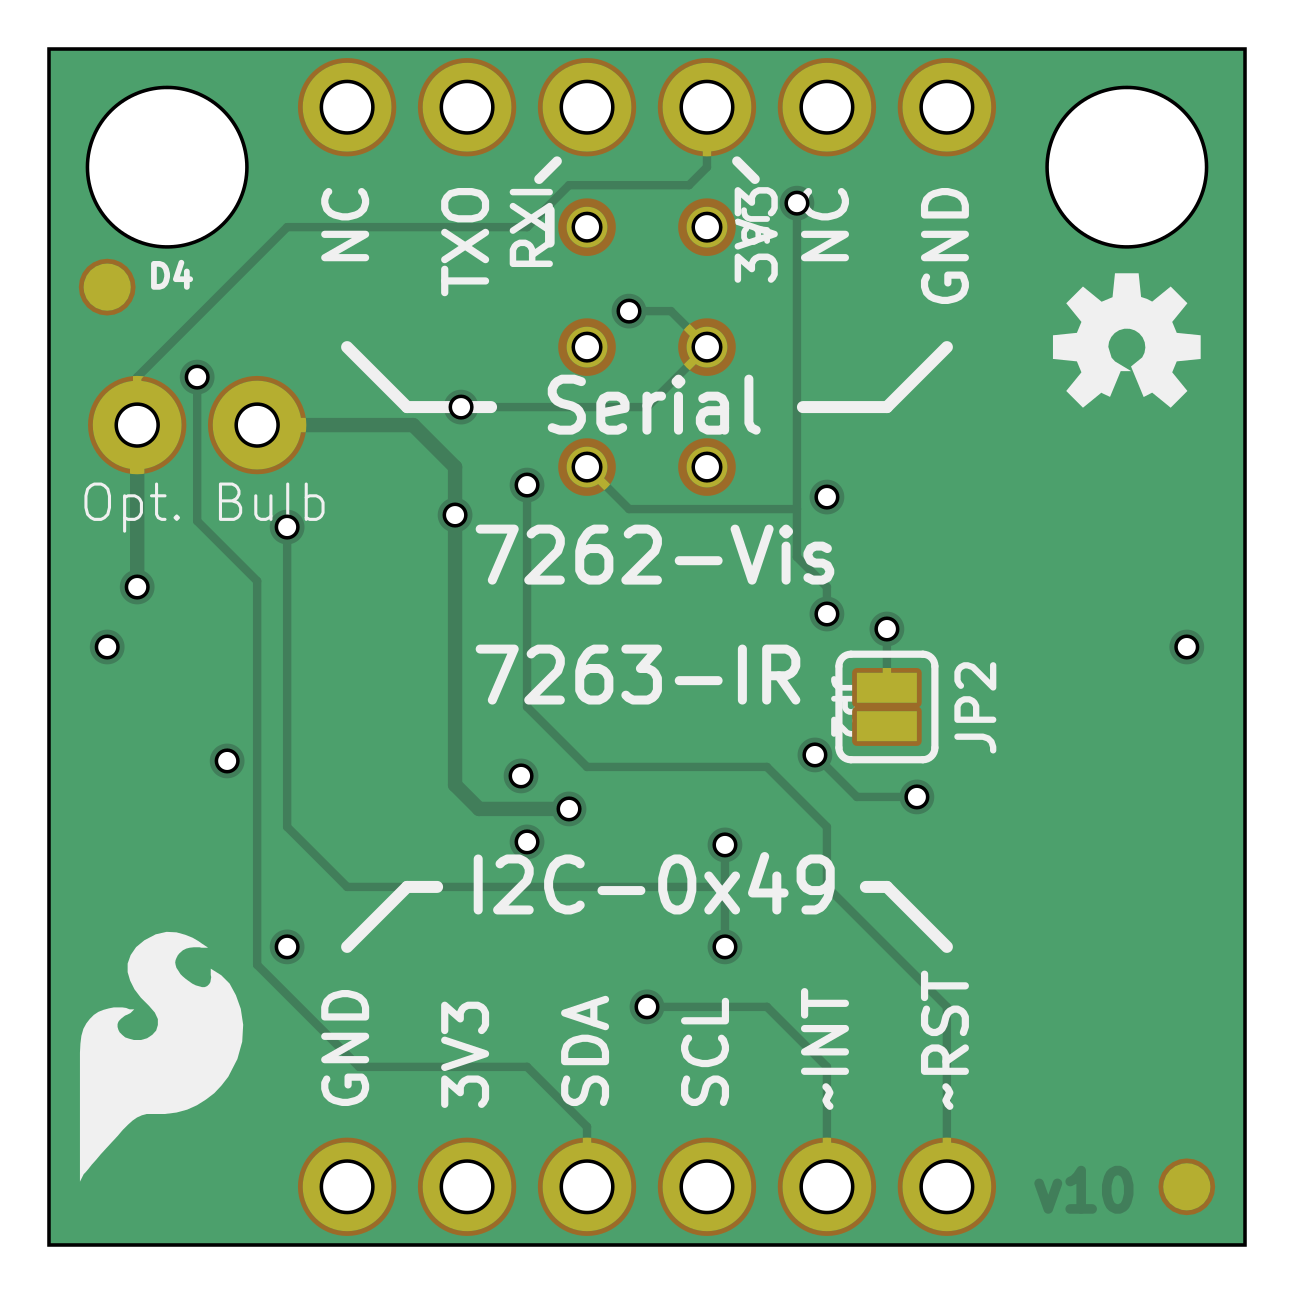 NC TXO RXI 3V3 NC GND
D4
Serial
Opt. Bulb
7262-Vis
7263-IR
JP2
I2C-0x49
GND 3V3 SDA SCL ~INT ~RST
v10